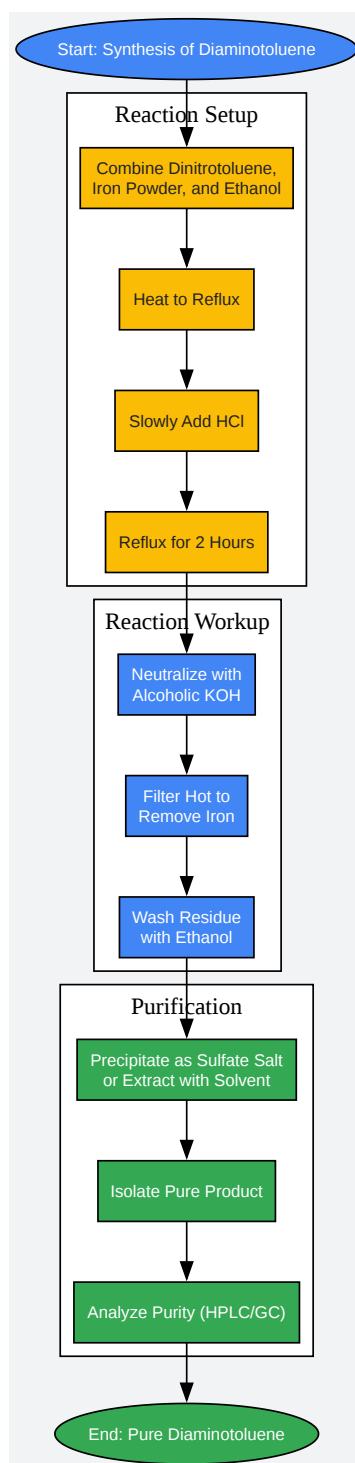 Start: Synthesis of Diaminotoluene
Reaction Setup
Combine Dinitrotoluene,
Iron Powder, and Ethanol
Heat to Reflux
Slowly Add HCl
Reflux for 2 Hours
Reaction Workup
Neutralize with
Alcoholic KOH
Filter Hot to
Remove Iron
Wash Residue
with Ethanol
Purification
Precipitate as Sulfate Salt
or Extract with Solvent
Isolate Pure Product
Analyze Purity (HPLC/GC)
End: Pure Diaminotoluene